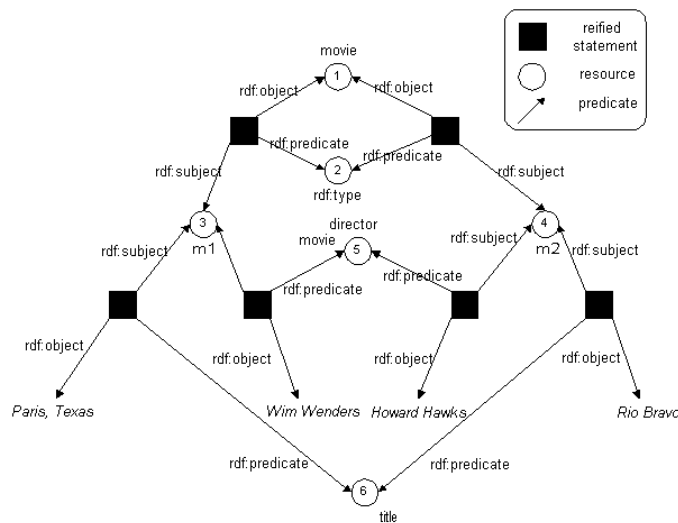 movie
reified
statement
1
resource
rdf:object
rdf:object
predicate
rdf:predicate
rdf:predicate
rdf:subject
2
rdf:subject
rdf:type
3
4
director
m1
movie
5
m2
rdf:subject
rdf:subject
rdf:subject
rdf:predicate
rdf:predicate
rdf:object
rdf:object
rdf:object
rdf:object
Paris, Texas
Wim Wenders
Howard Hawks
Rio Bravo
rdf:predicate
rdf:predicate
6
title